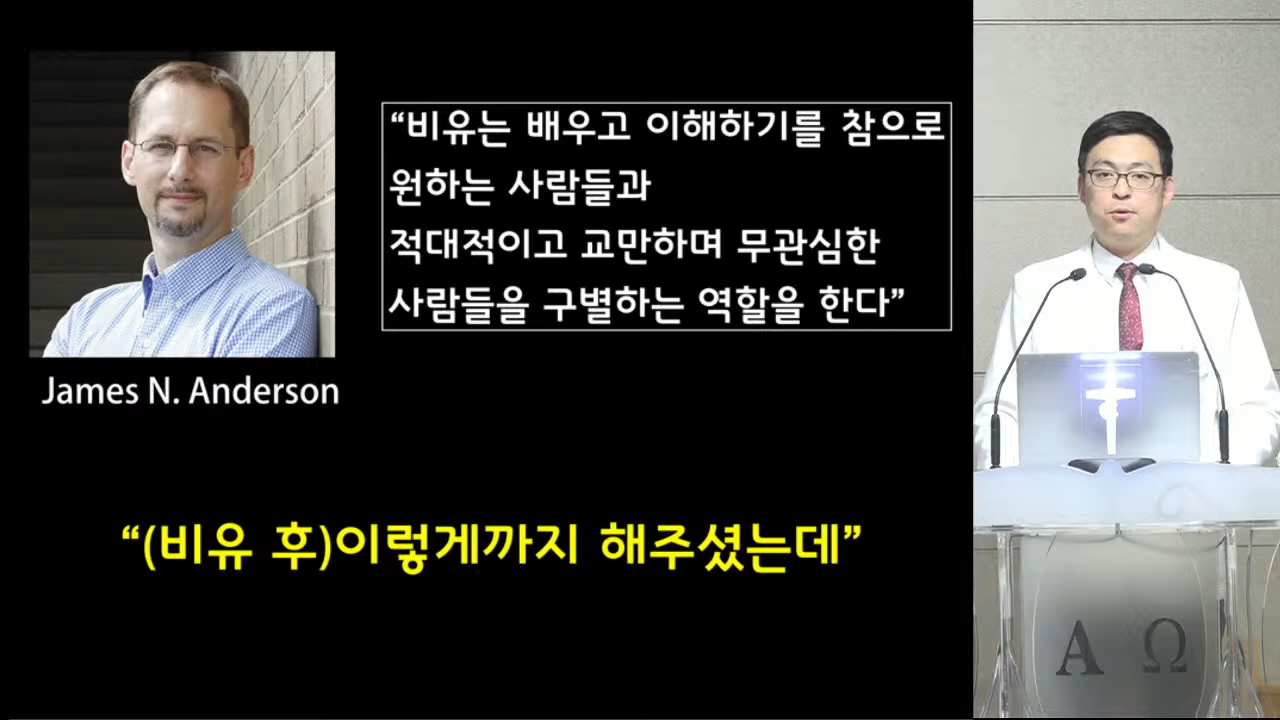 “비유는 배우고 이해하기를 참으로
원하는 사람들과
적대적이고 교만하며 무관심한
사람들을 구별하는 역할을 한다”
James N. Anderson
“(비유 후)이렇게까지 해주셨는데”
Α Ω